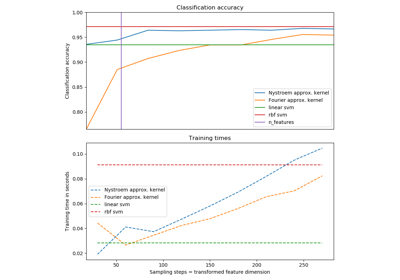 Classification accuracy
1.00
0.95
0.90
0.85
0.80
Classification accuracy
Nystroem approx. kernel
Fourier approx. kernel
linear svm
rbf svm
n_features
Training times
0.10
0.08
0.06
0.04
0.02
Training time in seconds
Nystroem approx. kernel
Fourier approx. kernel
linear svm
rbf svm
50
100
150
200
250
Sampling steps = transformed feature dimension